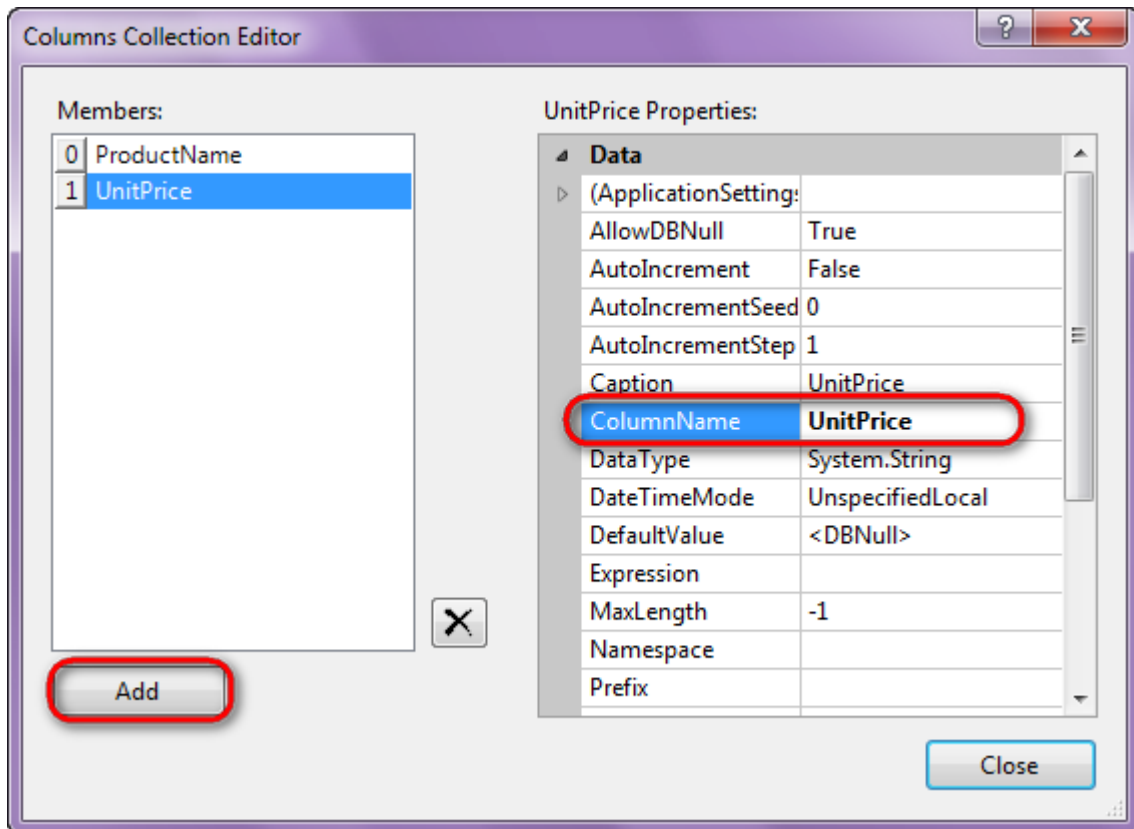 Columns Collection Editor
?
Members:
0 ProductName
1 UnitPrice
Add
UnitPrice Properties:
Data
(ApplicationSettings
AllowDBNull True
AutoIncrement False
AutoIncrementSeed 0
AutoIncrementStep 1
Caption UnitPrice
ColumnName UnitPrice
DataType System.String
DateTimeMode UnspecifiedLocal
DefaultValue <DBNull>
Expression
MaxLength -1
Namespace
Prefix
Close